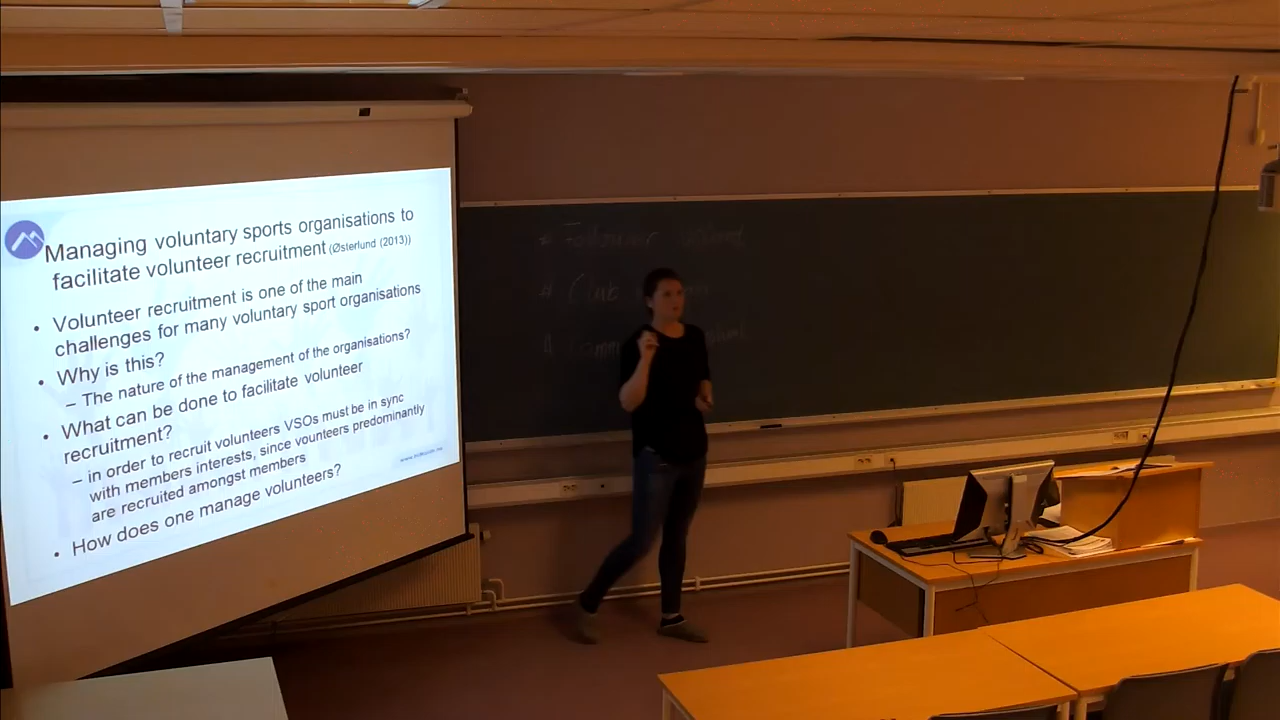 Managing voluntary sports organisations to
facilitate volunteer recruitment (Østerlund (2013))
• Volunteer recruitment is one of the main
challenges for many voluntary sport organisations
• Why is this?
– The nature of the management of the organisations?
• What can be done to facilitate volunteer
recruitment?
– in order to recruit volunteers VSOs must be in sync
with members interests, since vounteers predominantly
are recruited amongst members
• How does one manage volunteers?
# Club